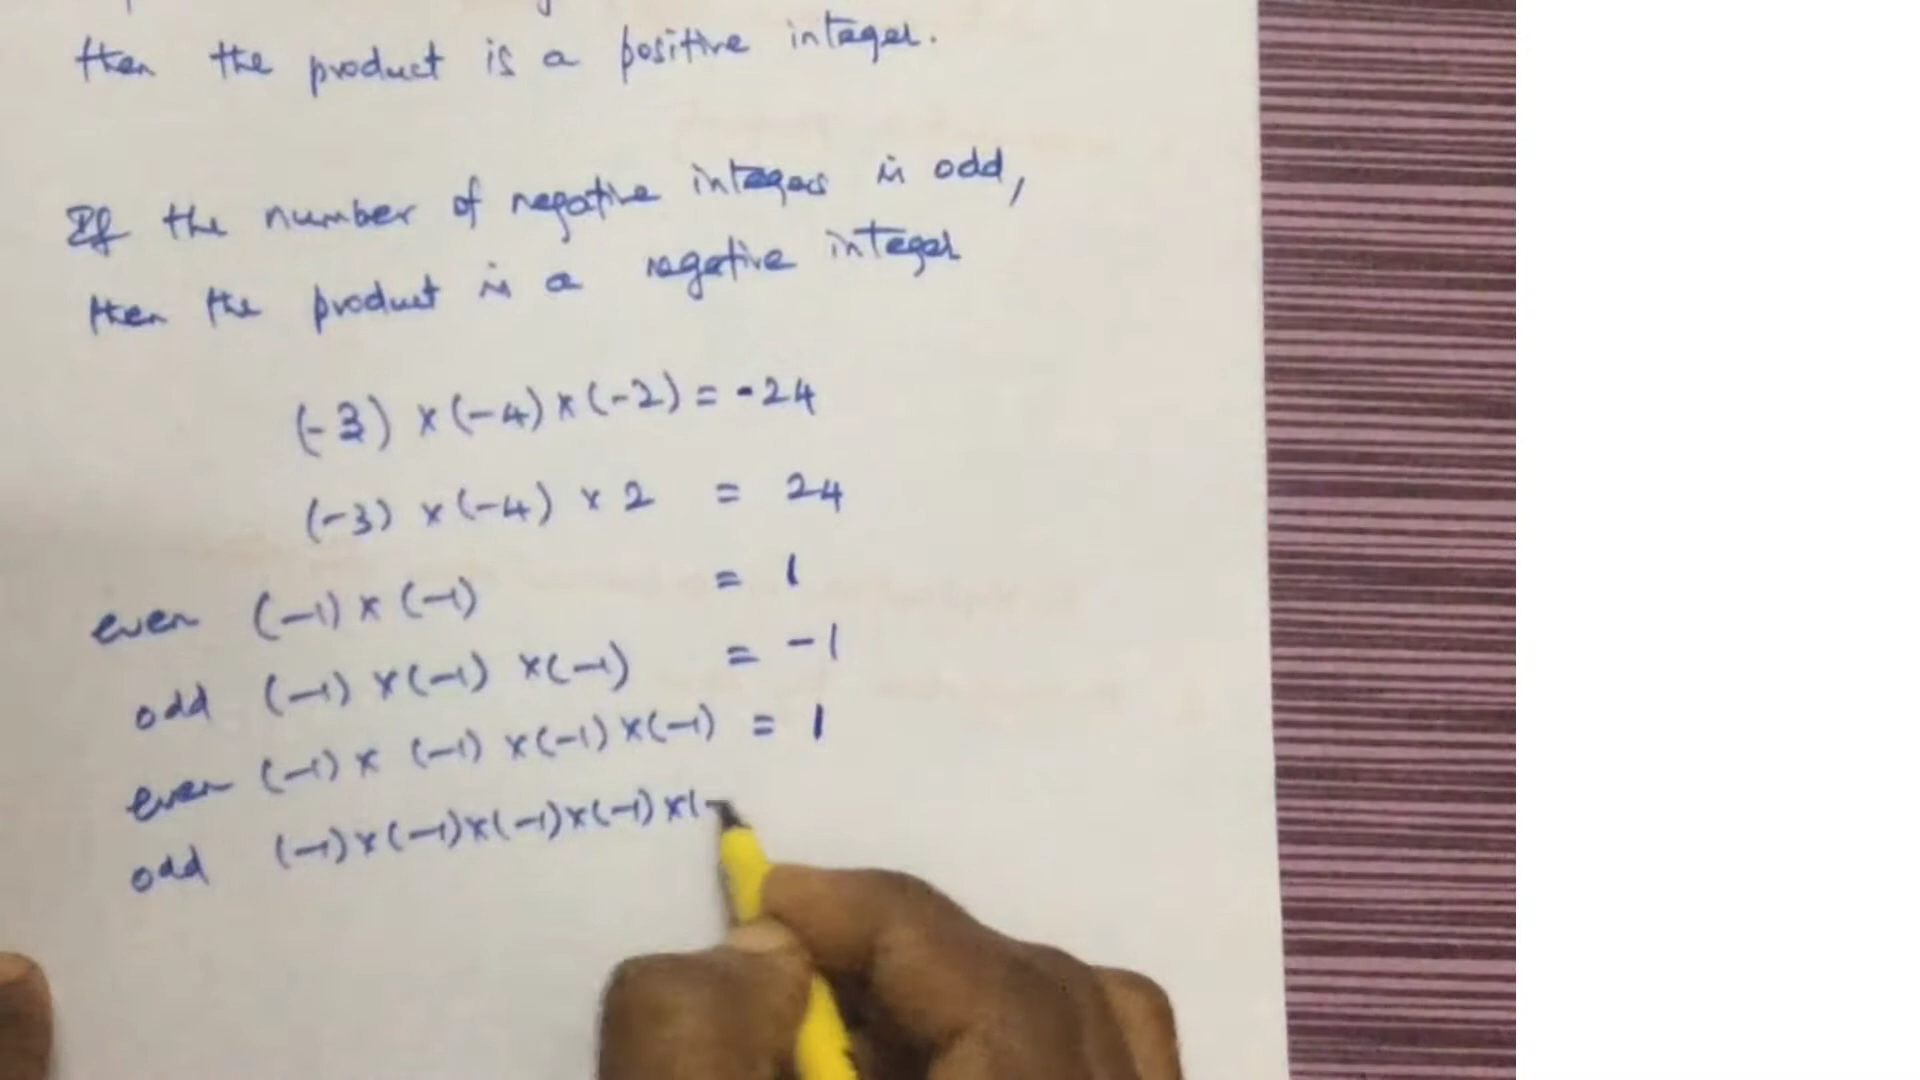 then the product is a positive integer.
If the number of negative integers is odd,
then the product is a negative integer
(-3) × (-4) × (-2) = -24
(-3) × (-4) × 2 = 24
even (-1) × (-1) = 1
odd (-1) × (-1) × (-1) = -1
even (-1) × (-1) × (-1) × (-1) = 1
odd (-1) × (-1) × (-1) × (-1) × (-